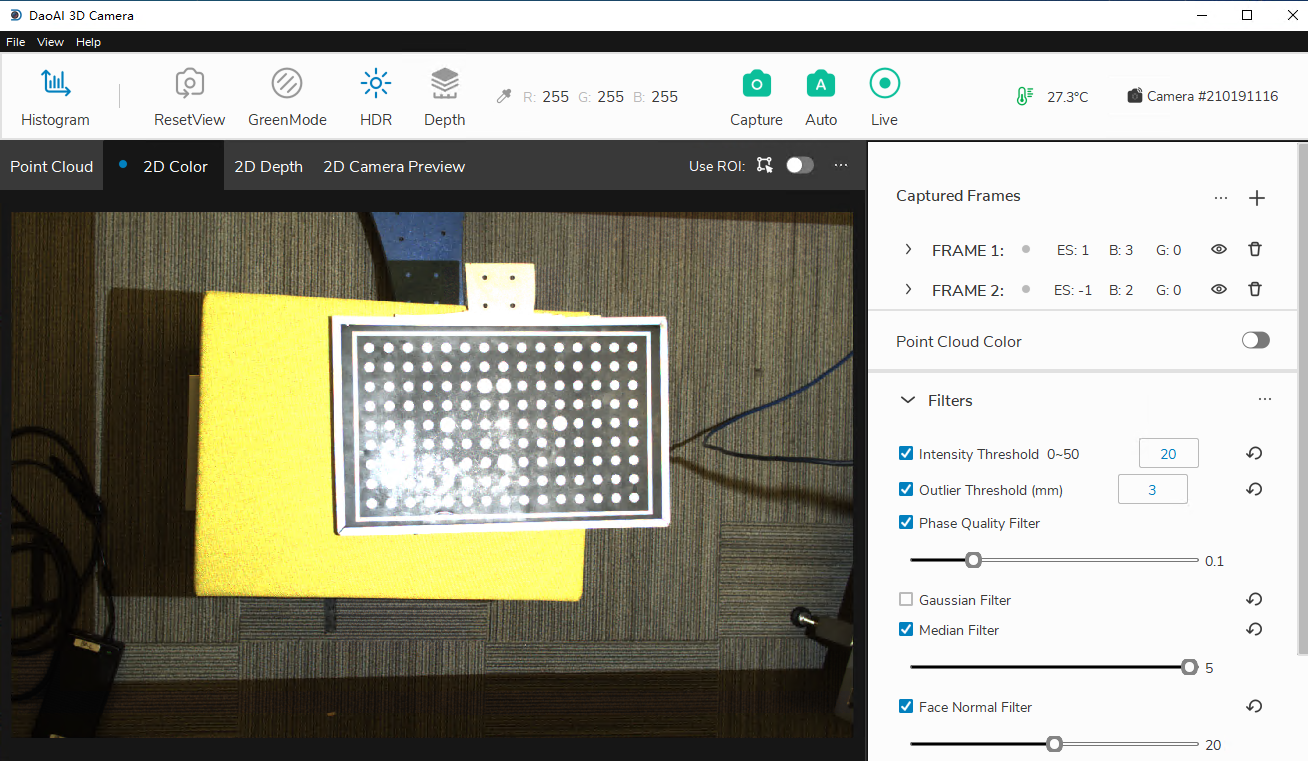 DaoAI 3D Camera
File View Help
Histogram ResetView GreenMode HDR Depth R: 255 G: 255 B: 255 Capture Auto Live 27.3°C Camera #210191116
Point Cloud 2D Color 2D Depth 2D Camera Preview Use ROI: ...
Captured Frames ...
FRAME 1: ES: 1 B: 3 G: 0
FRAME 2: ES: -1 B: 2 G: 0
Point Cloud Color
Filters ...
Intensity Threshold 0~50 20
Outlier Threshold (mm) 3
Phase Quality Filter
0.1
Gaussian Filter
Median Filter
5
Face Normal Filter
20